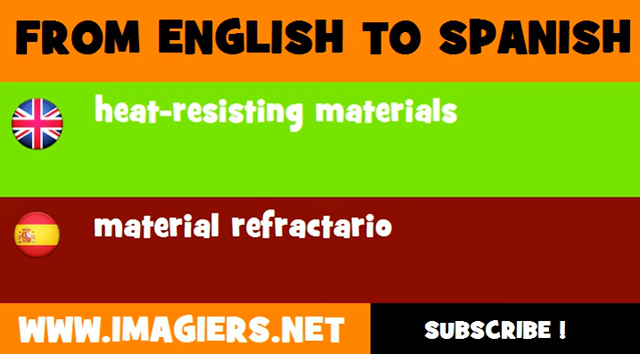 FROM ENGLISH TO SPANISH
heat-resisting materials
material refractario
WWW.IMAGIERS.NET
SUBSCRIBE !